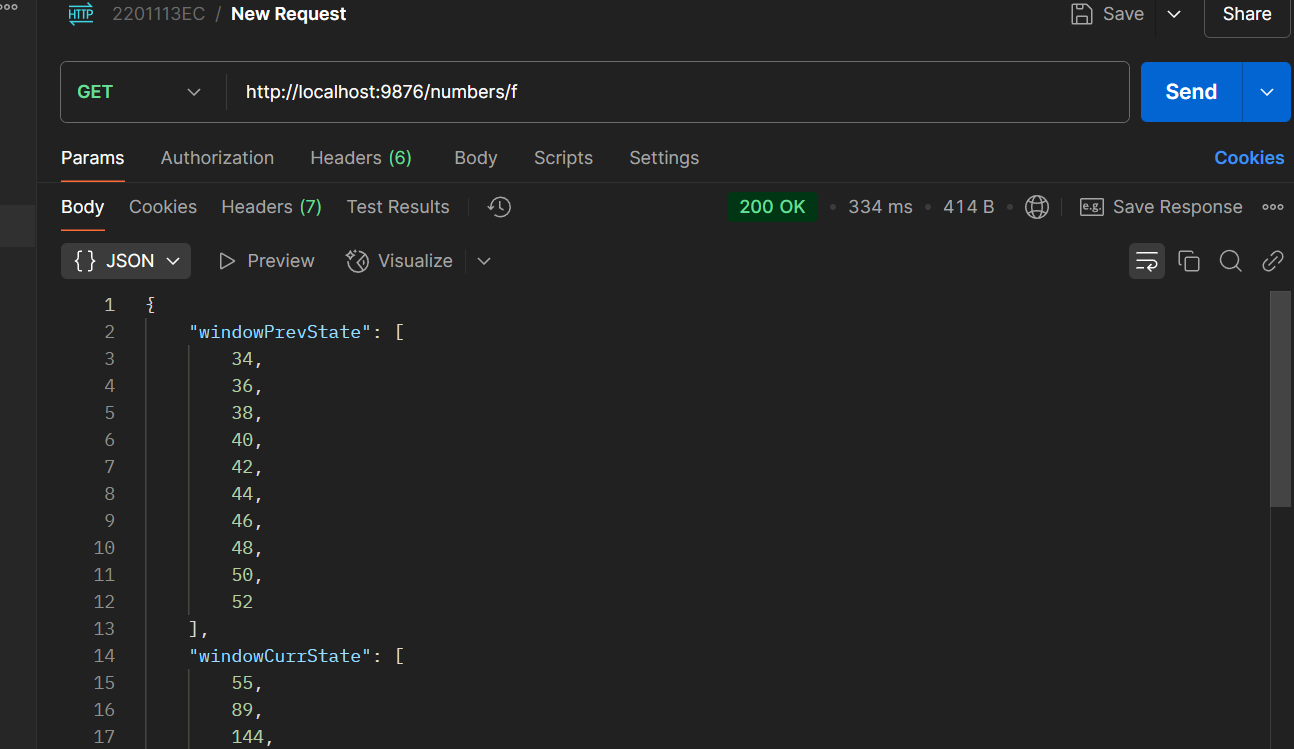 HTTP 2201113EC / New Request Save Share
GET http://localhost:9876/numbers/f Send
Params Authorization Headers (6) Body Scripts Settings Cookies
Body Cookies Headers (7) Test Results 200 OK • 334 ms • 414 B • e.g. Save Response
{ } JSON Preview Visualize
1 {
2 "windowPrevState": [
3 34,
4 36,
5 38,
6 40,
7 42,
8 44,
9 46,
10 48,
11 50,
12 52
13 ],
14 "windowCurrState": [
15 55,
16 89,
17 144,